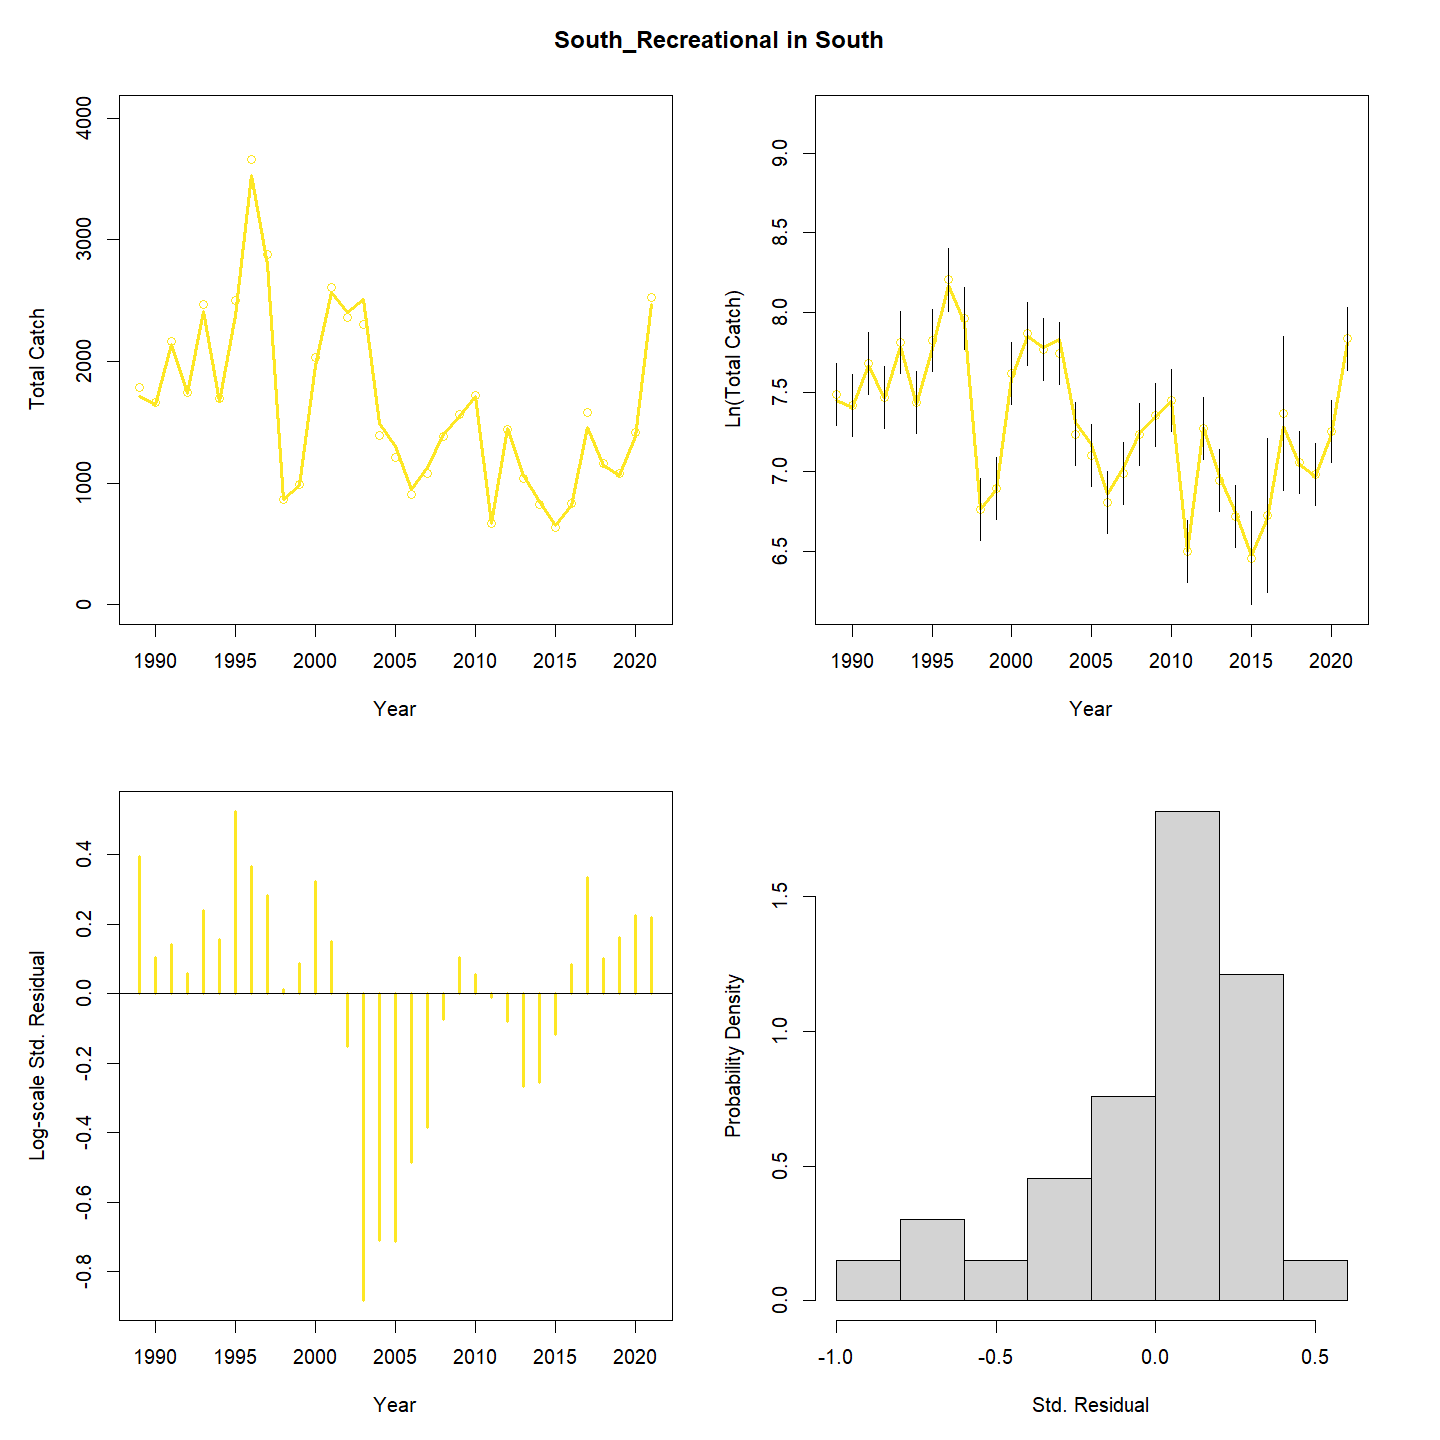 South_Recreational in South
Total Catch
4000
3000
2000
1000
0
1990 1995 2000 2005 2010 2015 2020
Year
Ln(Total Catch)
9.0
8.5
8.0
7.5
7.0
6.5
1990 1995 2000 2005 2010 2015 2020
Year
Log-scale Std. Residual
0.4
0.2
0.0
-0.2
-0.4
-0.6
-0.8
1990 1995 2000 2005 2010 2015 2020
Year
Probability Density
1.5
1.0
0.5
0.0
-1.0 -0.5 0.0 0.5
Std. Residual